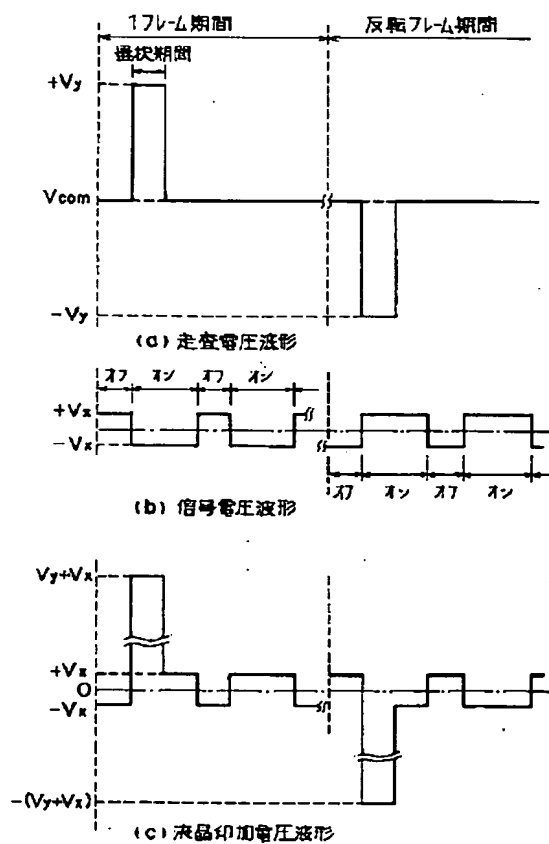 1フレーム期間
反転フレーム期間
選択期間
+Vy
Vcom
-Vy
(a) 走査電圧波形
オフ オン オフ オン
+Vx
-Vx
オフ オン オフ オン
(b) 信号電圧波形
Vy+Vx
+Vx
0
-Vx
-(Vy+Vx)
(c) 液晶印加電圧波形